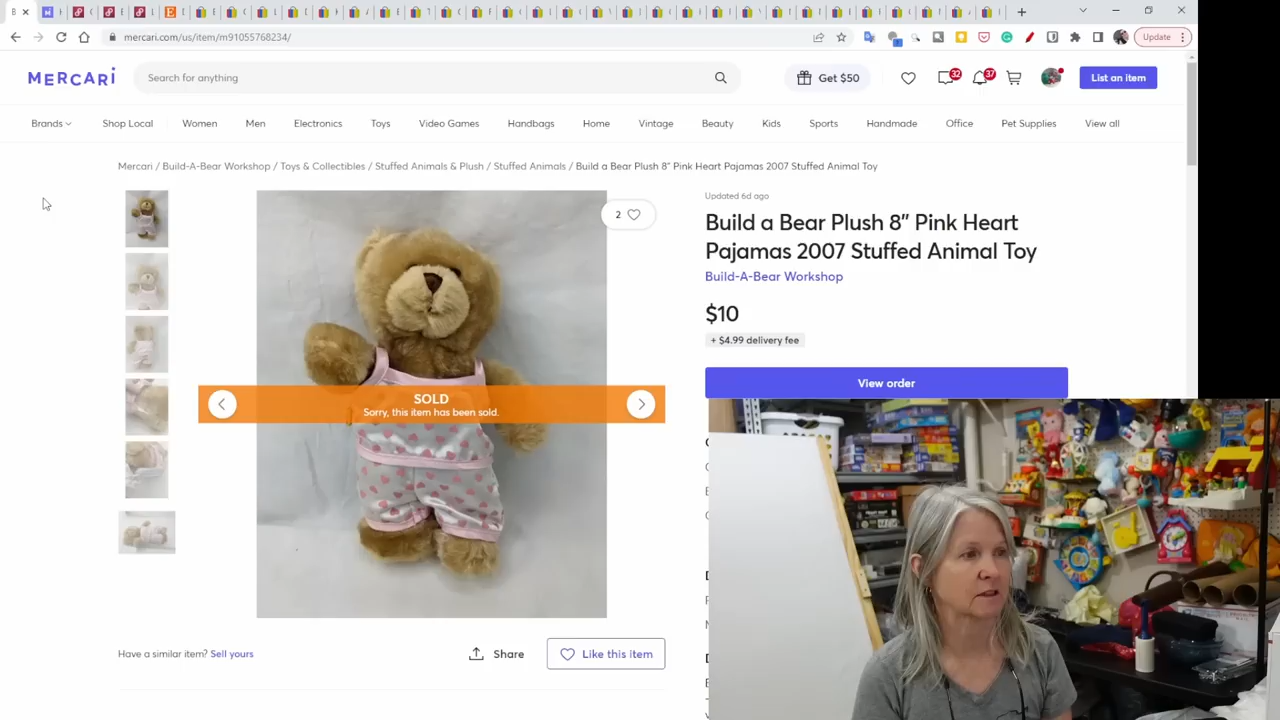 Update
mercari.com/us/item/m91055768234/
MERCARI
Search for anything
Get $50
32
37
List an item
Brands
Shop Local
Women
Men
Electronics
Toys
Video Games
Handbags
Home
Vintage
Beauty
Kids
Sports
Handmade
Office
Pet Supplies
View all
Mercari / Build-A-Bear Workshop / Toys & Collectibles / Stuffed Animals & Plush / Stuffed Animals / Build a Bear Plush 8" Pink Heart Pajamas 2007 Stuffed Animal Toy
2
SOLD
Sorry, this item has been sold.
Updated 6d ago
Build a Bear Plush 8" Pink Heart
Pajamas 2007 Stuffed Animal Toy
Build-A-Bear Workshop
$10
+ $4.99 delivery fee
View order
Have a similar item? Sell yours
Share
Like this item